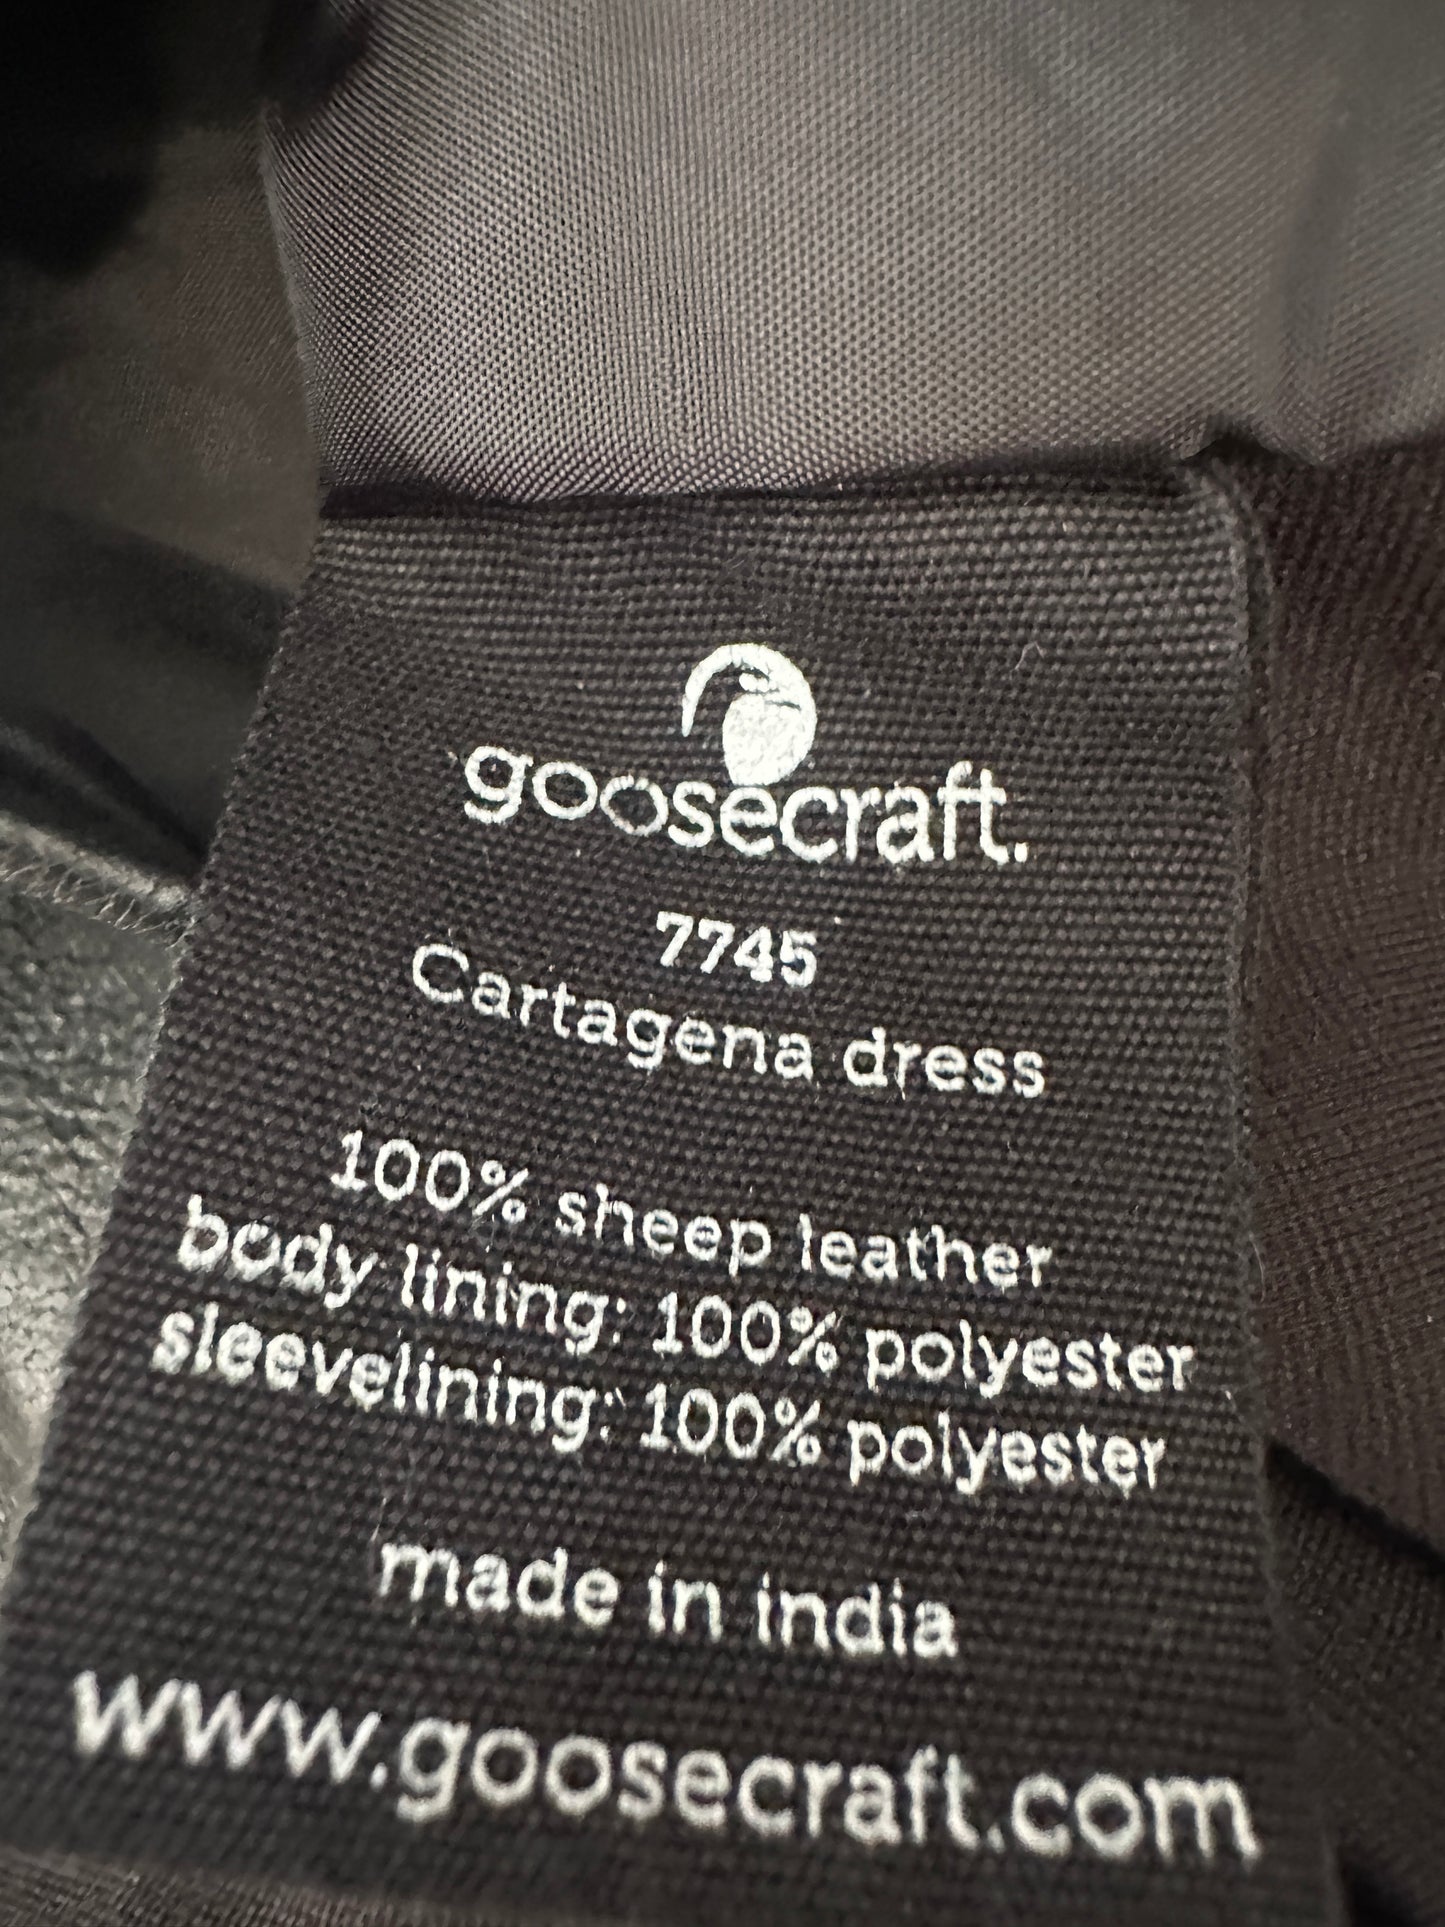 goosecraft.
7745
Cartagena dress
100% sheep leather
body lining: 100% polyester
sleevelining: 100% polyester
made in india
www.goosecraft.com